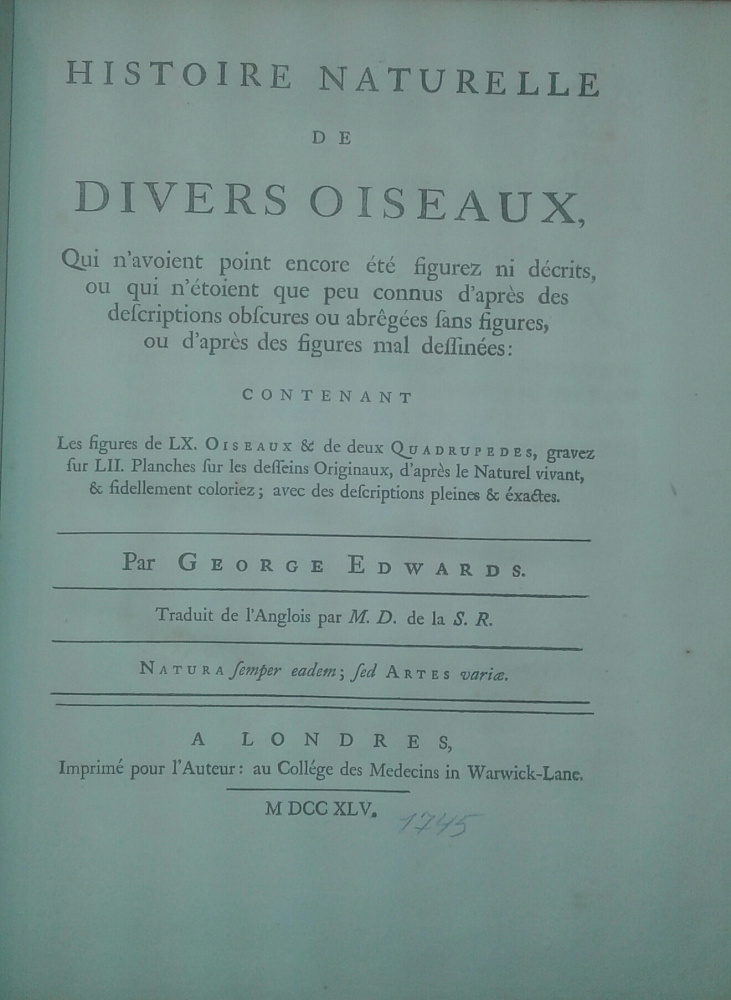 HISTOIRE NATURELLE
DE
DIVERS OISEAUX,
Qui n'avoient point encore été figurez ni décrits,
ou qui n'étoient que peu connus d'après des
deſcriptions obſcures ou abrêgées ſans figures,
ou d'après des figures mal deſſinées:
CONTENANT
Les figures de LX. OISEAUX & de deux QUADRUPEDES, gravez
ſur LII. Planches ſur les deſſeins Originaux, d'après le Naturel vivant,
& fidellement coloriez; avec des deſcriptions pleines & éxactes.
Par GEORGE EDWARDS.
Traduit de l'Anglois par M. D. de la S. R.
NATURA ſemper eadem; ſed ARTES variæ.
A LONDRES,
Imprimé pour l'Auteur: au Collége des Medecins in Warwick-Lane.
M DCC XLV.
1745